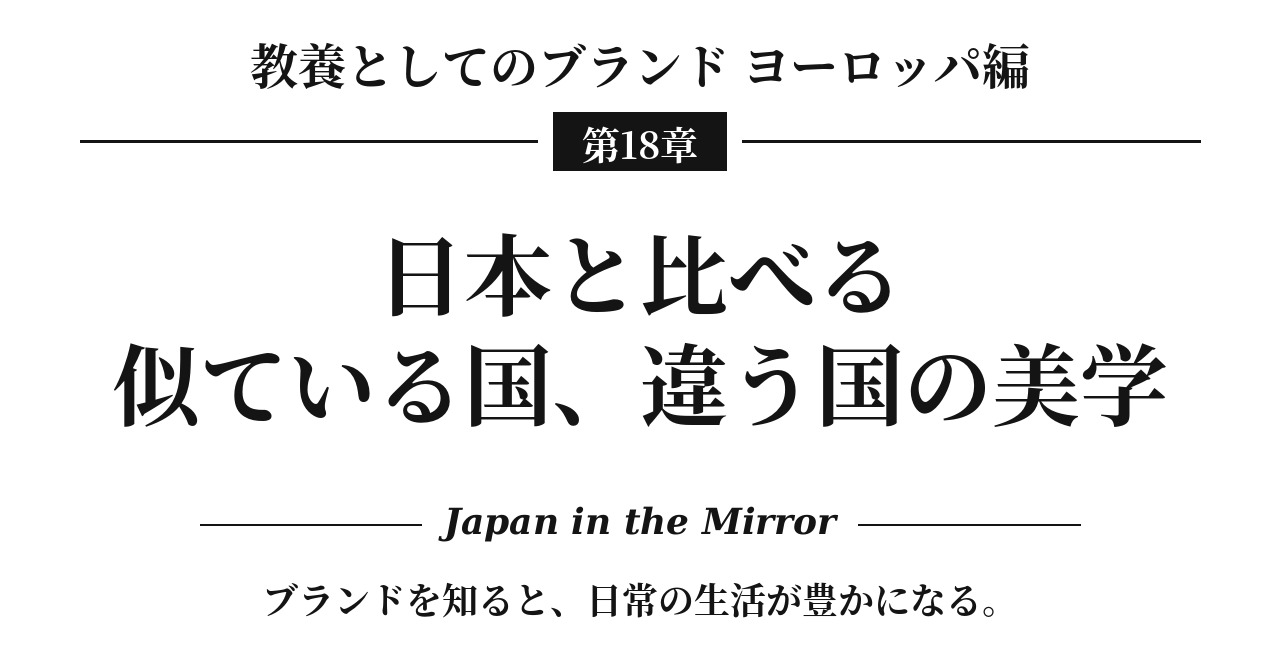 教養としてのブランド ヨーロッパ編
第18章
日本と比べる
似ている国、違う国の美学
Japan in the Mirror
ブランドを知ると、日常の生活が豊かになる。